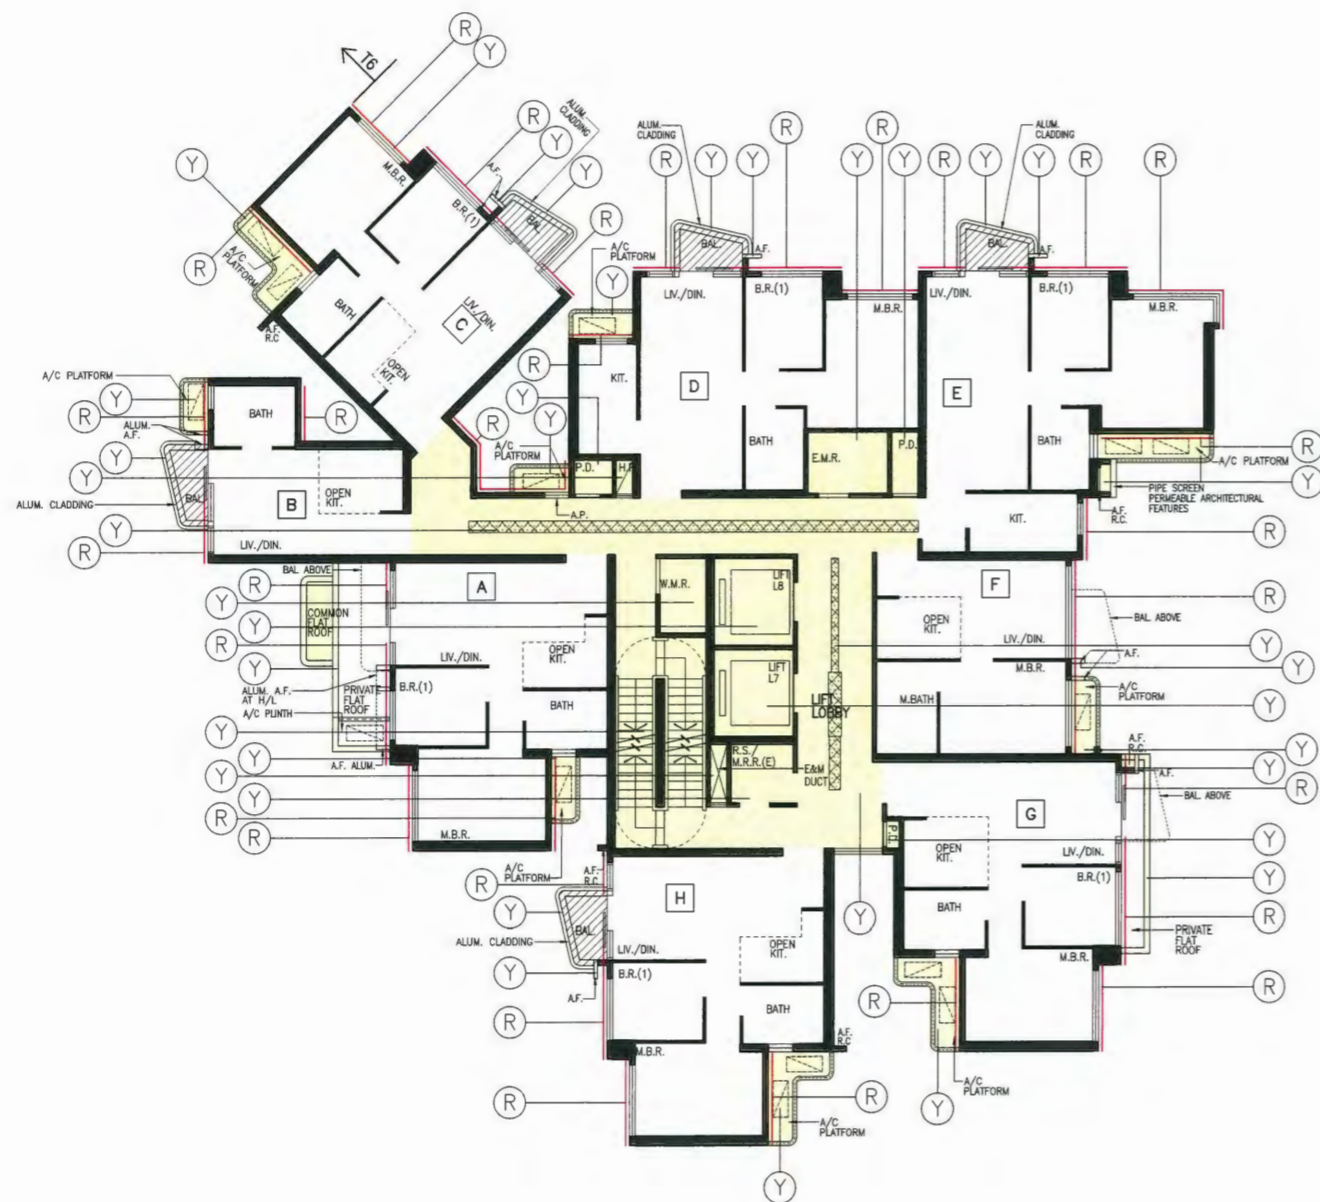 R
Y
T6
R
Y
ALUM.
CLADDING
A.F.
Y
M.B.R.
B.R.(1)
BAL.
Y
R
A/C
PLATFORM
BATH
LIV./DIN.
C
OPEN
KIT.
A.F.
R.C
R
ALUM.
CLADDING
R
Y
Y
R
R
Y
Y
BAL.
A.F.
A/C
PLATFORM
Y
LIV./DIN.
B.R.(1)
M.B.R.
KIT.
D
BATH
E.M.R.
P.D.
R
Y
Y
R
A/C
PLATFORM
P.D.
H.R.
A.P.
ALUM.
CLADDING
R
Y
Y
R
R
BAL.
A.F.
LIV./DIN.
B.R.(1)
M.B.R.
E
BATH
KIT.
R
A/C
PLATFORM
Y
PIPE SCREEN
PERMEABLE ARCHITECTURAL
FEATURES
A.F.
R.C.
R
A/C PLATFORM
Y
R
ALUM.
A.F.
Y
Y
ALUM. CLADDING
Y
R
BATH
R
BAL.
B
OPEN
KIT.
LIV./DIN.
BAL ABOVE
R
COMMON
FLAT
ROOF
R
Y
ALUM. A.F.
AT H/L
PRIVATE
FLAT
ROOF
A/C PLINTH
A.F. ALUM.
A
LIV./DIN.
OPEN
KIT.
B.R.(1)
BATH
M.B.R.
A/C
PLATFORM
Y
Y
Y
Y
Y
Y
R
R
W.M.R.
LIFT
L8
LIFT
L7
LIFT
LOBBY
R.S./
M.R.R.(E)
E&M
DUCT
F
OPEN
KIT.
LIV./DIN.
M.B.R.
M.BATH
R
BAL. ABOVE
Y
A.F.
Y
A/C
PLATFORM
Y
Y
A.F.
R.C.
A.F.
Y
R
BAL. ABOVE
G
P.D.
OPEN
KIT.
LIV./DIN.
B.R.(1)
BATH
M.B.R.
Y
Y
R
PRIVATE
FLAT
ROOF
R
R
A/C
PLATFORM
Y
Y
A.F.
R.C.
R
Y
BAL.
ALUM. CLADDING
Y
A.F.
R
H
LIV./DIN.
OPEN
KIT.
B.R.(1)
BATH
A.F.
R.C
M.B.R.
R
R
A/C
PLATFORM
Y